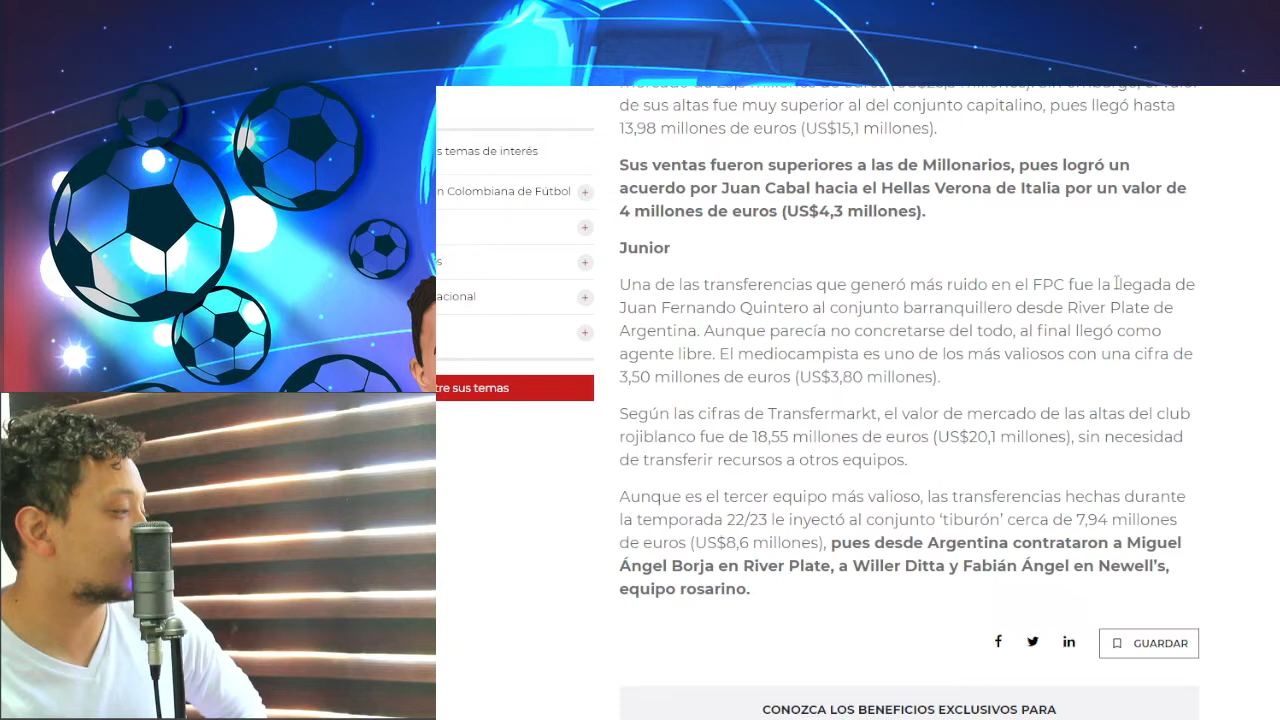 s temas de interés
n Colombiana de Fútbol
s
acional
tre sus temas
de sus altas fue muy superior al del conjunto capitalino, pues llegó hasta
13,98 millones de euros (US$15,1 millones).
Sus ventas fueron superiores a las de Millonarios, pues logró un
acuerdo por Juan Cabal hacia el Hellas Verona de Italia por un valor de
4 millones de euros (US$4,3 millones).
Junior
Una de las transferencias que generó más ruido en el FPC fue la llegada de
Juan Fernando Quintero al conjunto barranquillero desde River Plate de
Argentina. Aunque parecía no concretarse del todo, al final llegó como
agente libre. El mediocampista es uno de los más valiosos con una cifra de
3,50 millones de euros (US$3,80 millones).
Según las cifras de Transfermarkt, el valor de mercado de las altas del club
rojiblanco fue de 18,55 millones de euros (US$20,1 millones), sin necesidad
de transferir recursos a otros equipos.
Aunque es el tercer equipo más valioso, las transferencias hechas durante
la temporada 22/23 le inyectó al conjunto ‘tiburón’ cerca de 7,94 millones
de euros (US$8,6 millones), pues desde Argentina contrataron a Miguel
Ángel Borja en River Plate, a Willer Ditta y Fabián Ángel en Newell’s,
equipo rosarino.
GUARDAR
CONOZCA LOS BENEFICIOS EXCLUSIVOS PARA